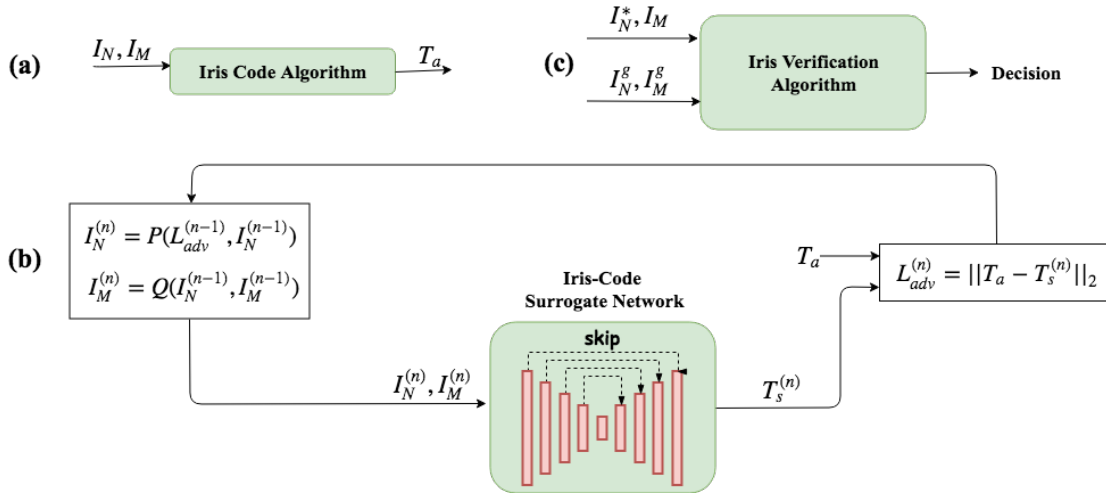 (a)
I_N, I_M
Iris Code Algorithm
T_a
(c)
I_N^*, I_M
I_N^g, I_M^g
Iris Verification
Algorithm
Decision
(b)
I_N^{(n)} = P(L_{adv}^{(n-1)}, I_N^{(n-1)})
I_M^{(n)} = Q(I_N^{(n-1)}, I_M^{(n-1)})
I_N^{(n)}, I_M^{(n)}
Iris-Code
Surrogate Network
skip
T_s^{(n)}
T_a
L_{adv}^{(n)} = ||T_a - T_s^{(n)}||_2